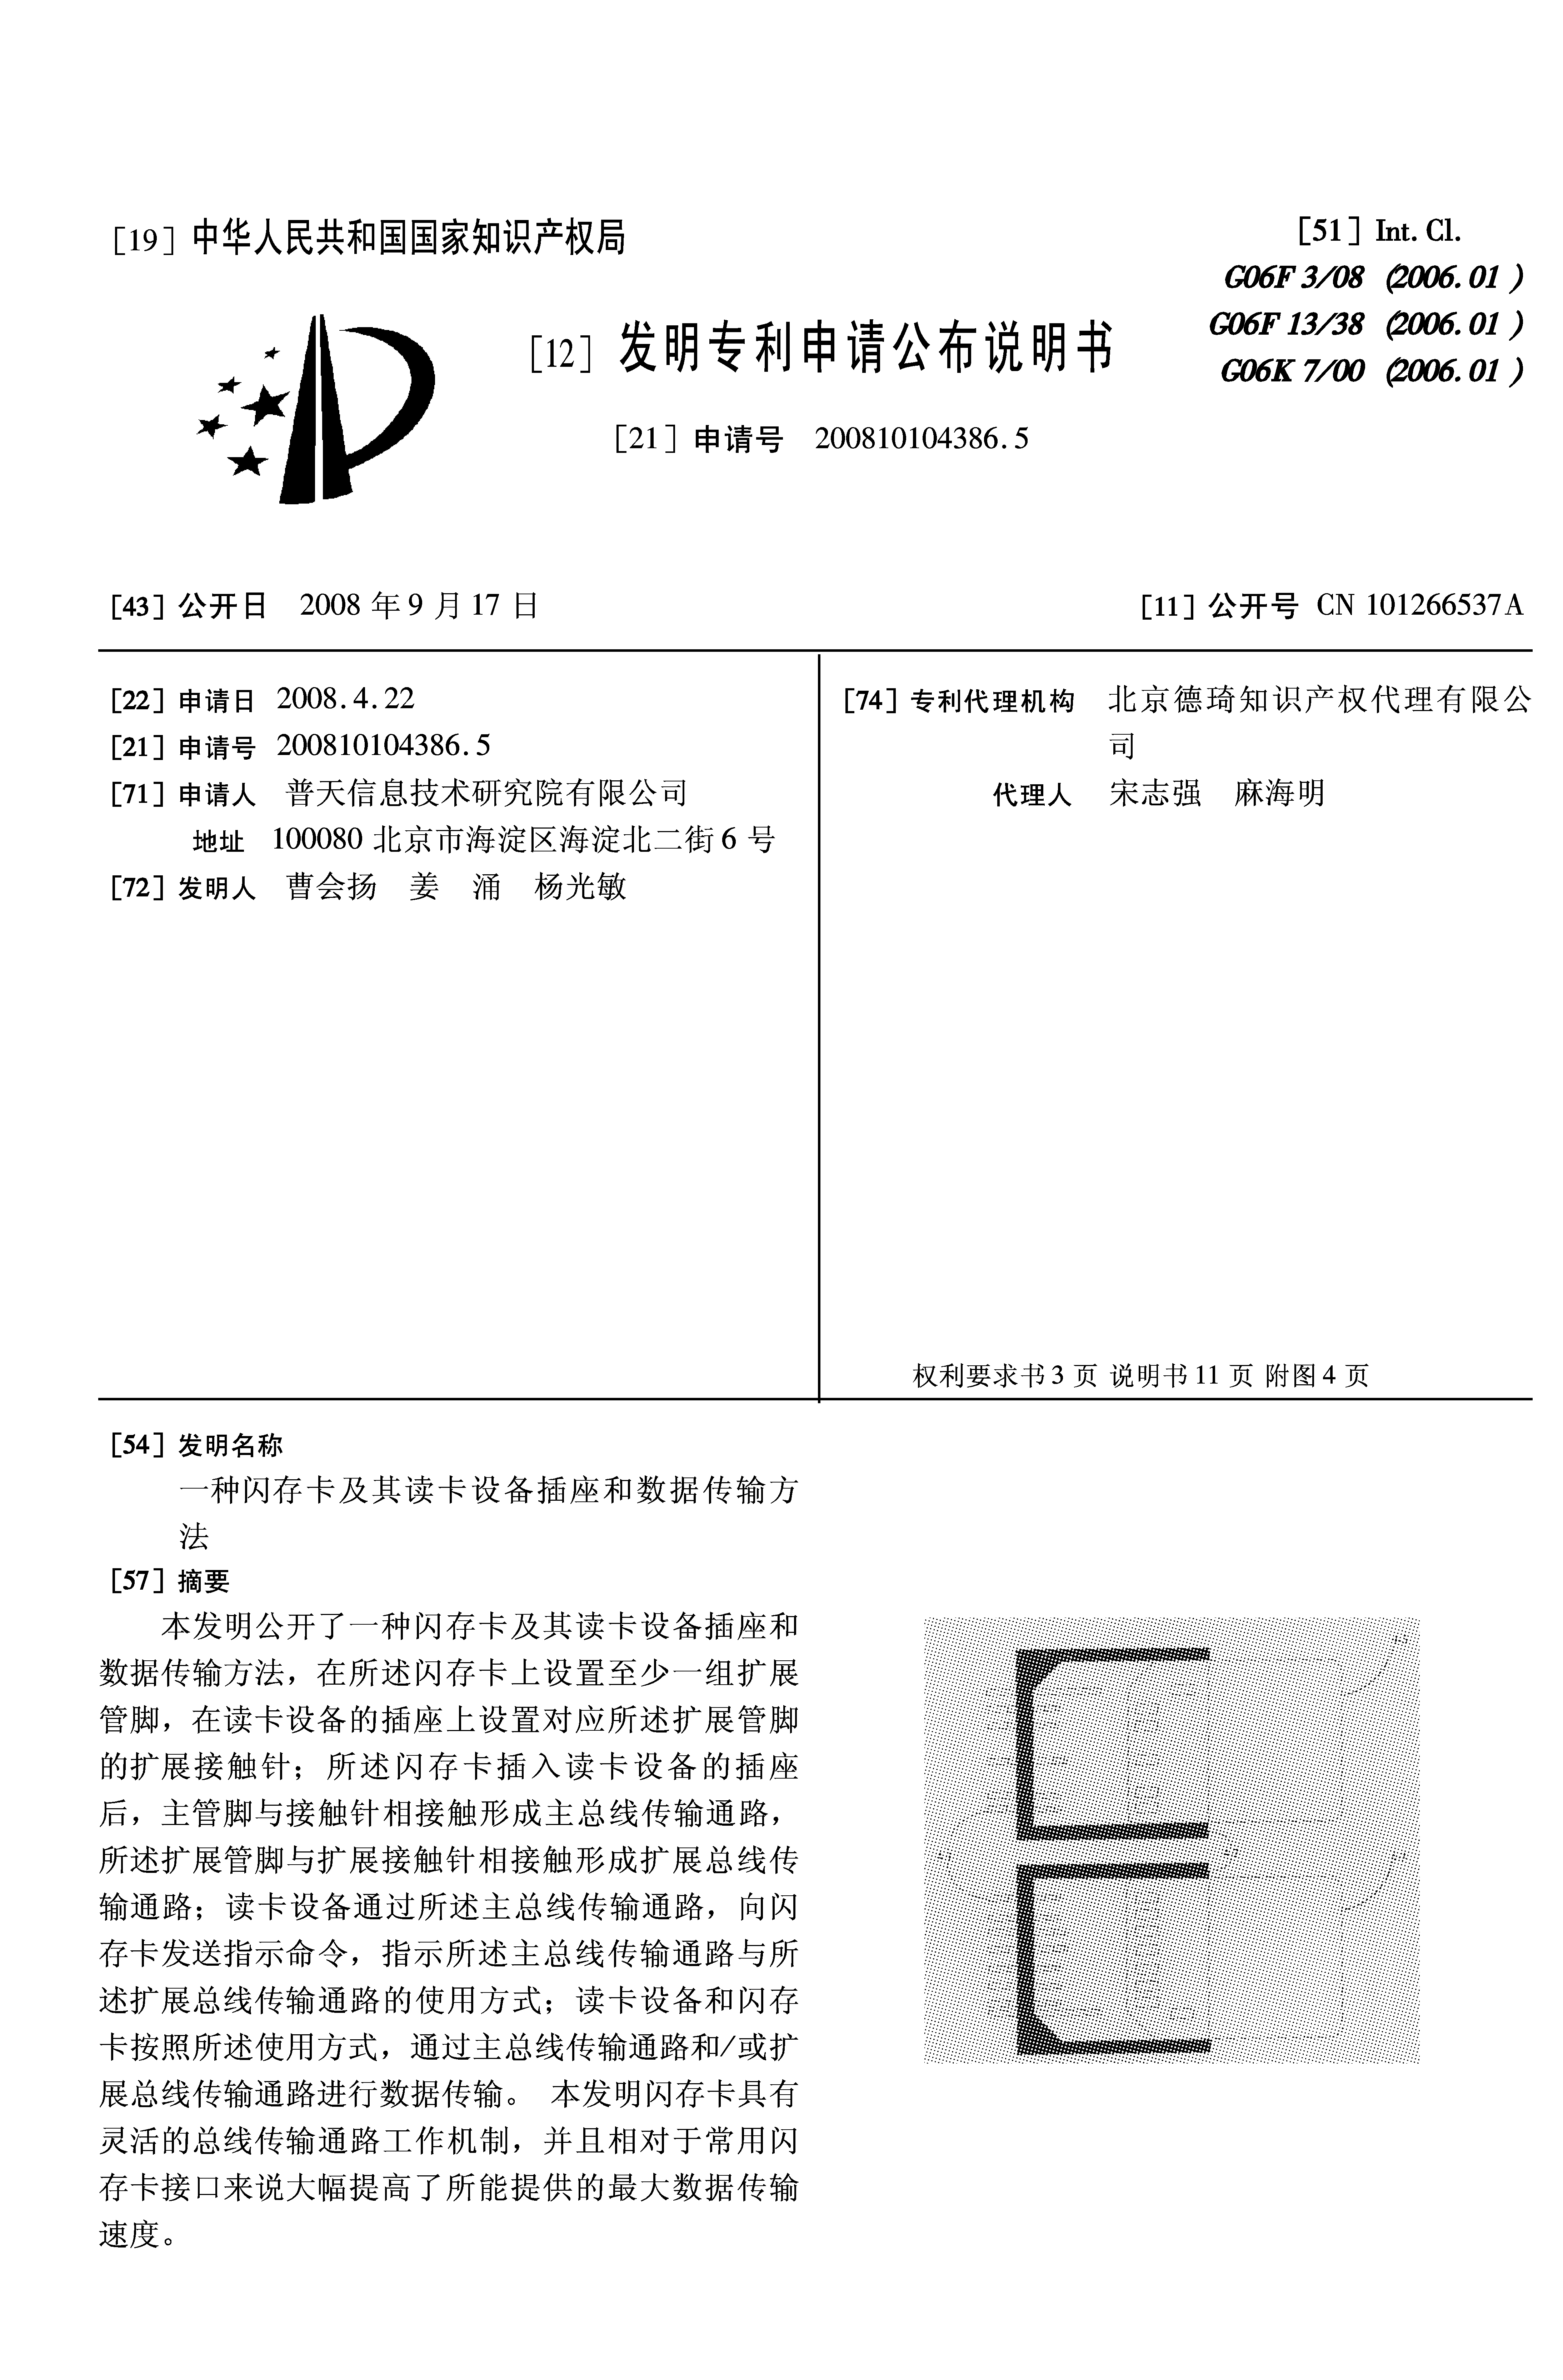 [19] 中华人民共和国国家知识产权局
[51] Int. Cl.
G06F 3/08 (2006.01)
G06F 13/38 (2006.01)
G06K 7/00 (2006.01)
[12] 发明专利申请公布说明书
[21] 申请号 200810104386.5
[43] 公开日 2008 年 9 月 17 日
[11] 公开号 CN 101266537A
[22] 申请日 2008.4.22
[21] 申请号 200810104386.5
[71] 申请人 普天信息技术研究院有限公司
地址 100080 北京市海淀区海淀北二街 6 号
[72] 发明人 曹会扬 姜 涌 杨光敏
[74] 专利代理机构 北京德琦知识产权代理有限公
司
代理人 宋志强 麻海明
权利要求书 3 页 说明书 11 页 附图 4 页
[54] 发明名称
一种闪存卡及其读卡设备插座和数据传输方
法
[57] 摘要
本发明公开了一种闪存卡及其读卡设备插座和
数据传输方法，在所述闪存卡上设置至少一组扩展
管脚，在读卡设备的插座上设置对应所述扩展管脚
的扩展接触针；所述闪存卡插入读卡设备的插座
后，主管脚与接触针相接触形成主总线传输通路，
所述扩展管脚与扩展接触针相接触形成扩展总线传
输通路；读卡设备通过所述主总线传输通路，向闪
存卡发送指示命令，指示所述主总线传输通路与所
述扩展总线传输通路的使用方式；读卡设备和闪存
卡按照所述使用方式，通过主总线传输通路和/或扩
展总线传输通路进行数据传输。 本发明闪存卡具有
灵活的总线传输通路工作机制，并且相对于常用闪
存卡接口来说大幅提高了所能提供的最大数据传输
速度。